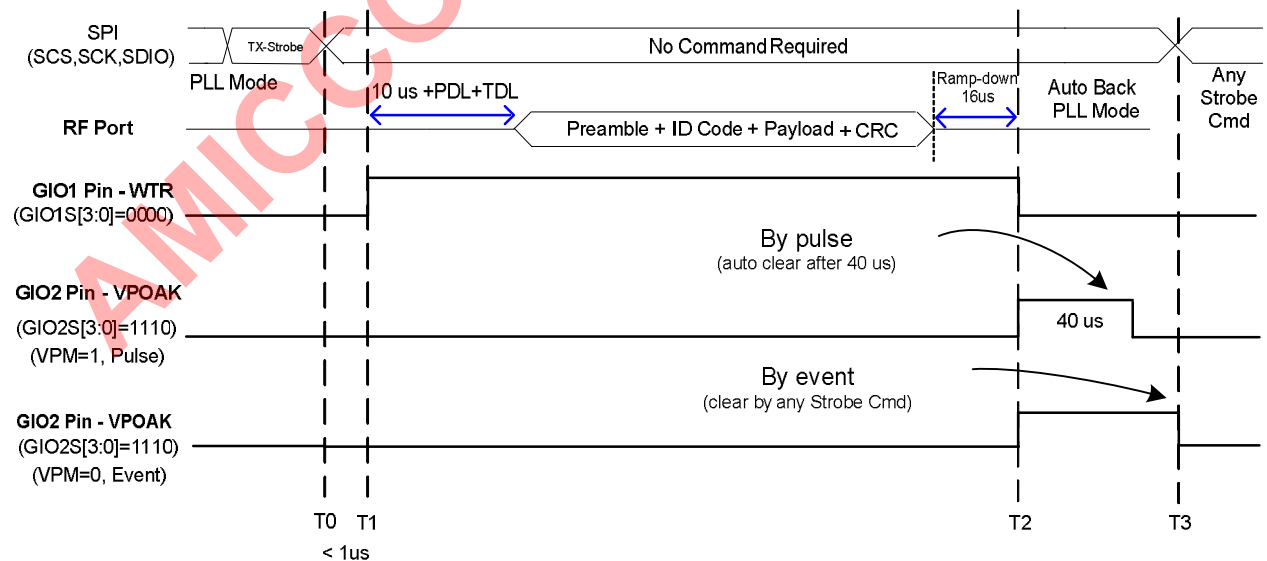 SPI
(SCS,SCK,SDIO)
TX-Strobe
No Command Required
PLL Mode
10 us +PDL+TDL
Ramp-down
16us
Auto Back
PLL Mode
Any
Strobe
Cmd
RF Port
Preamble + ID Code + Payload + CRC
GIO1 Pin - WTR
(GIO1S[3:0]=0000)
By pulse
(auto clear after 40 us)
GIO2 Pin - VPOAK
(GIO2S[3:0]=1110)
(VPM=1, Pulse)
40 us
By event
(clear by any Strobe Cmd)
GIO2 Pin - VPOAK
(GIO2S[3:0]=1110)
(VPM=0, Event)
T0
T1
T2
T3
< 1us
AMICCO